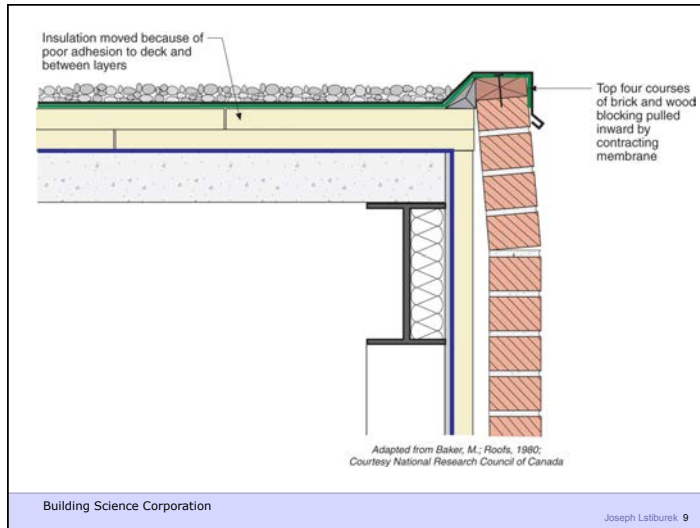 Insulation moved because of
poor adhesion to deck and
between layers
Top four courses
of brick and wood
blocking pulled
inward by
contracting
membrane
Adapted from Baker, M.; Roofs, 1980;
Courtesy National Research Council of Canada
Building Science Corporation
Joseph Lstiburek 9